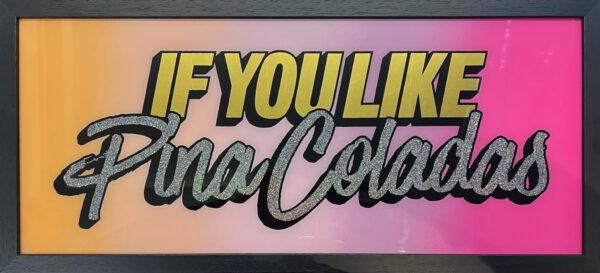 IF YOU LIKE
Pina Coladas